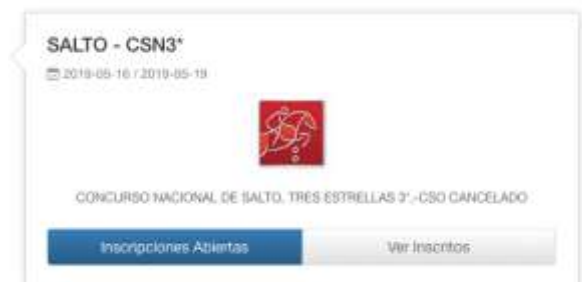 SALTO - CSN3*
2019-05-16 / 2019-05-19
CONCURSO NACIONAL DE SALTO, TRES ESTRELLAS 3*.-CSO CANCELADO
Inscripciones Abiertas
Ver Inscritos